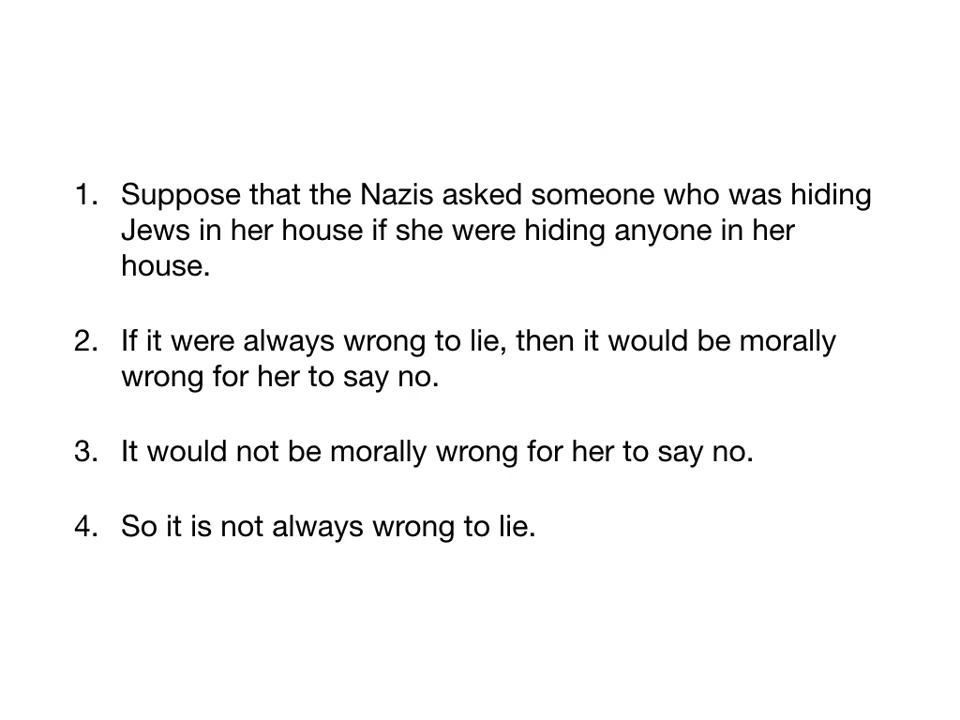 1. Suppose that the Nazis asked someone who was hiding
Jews in her house if she were hiding anyone in her
house.
2. If it were always wrong to lie, then it would be morally
wrong for her to say no.
3. It would not be morally wrong for her to say no.
4. So it is not always wrong to lie.